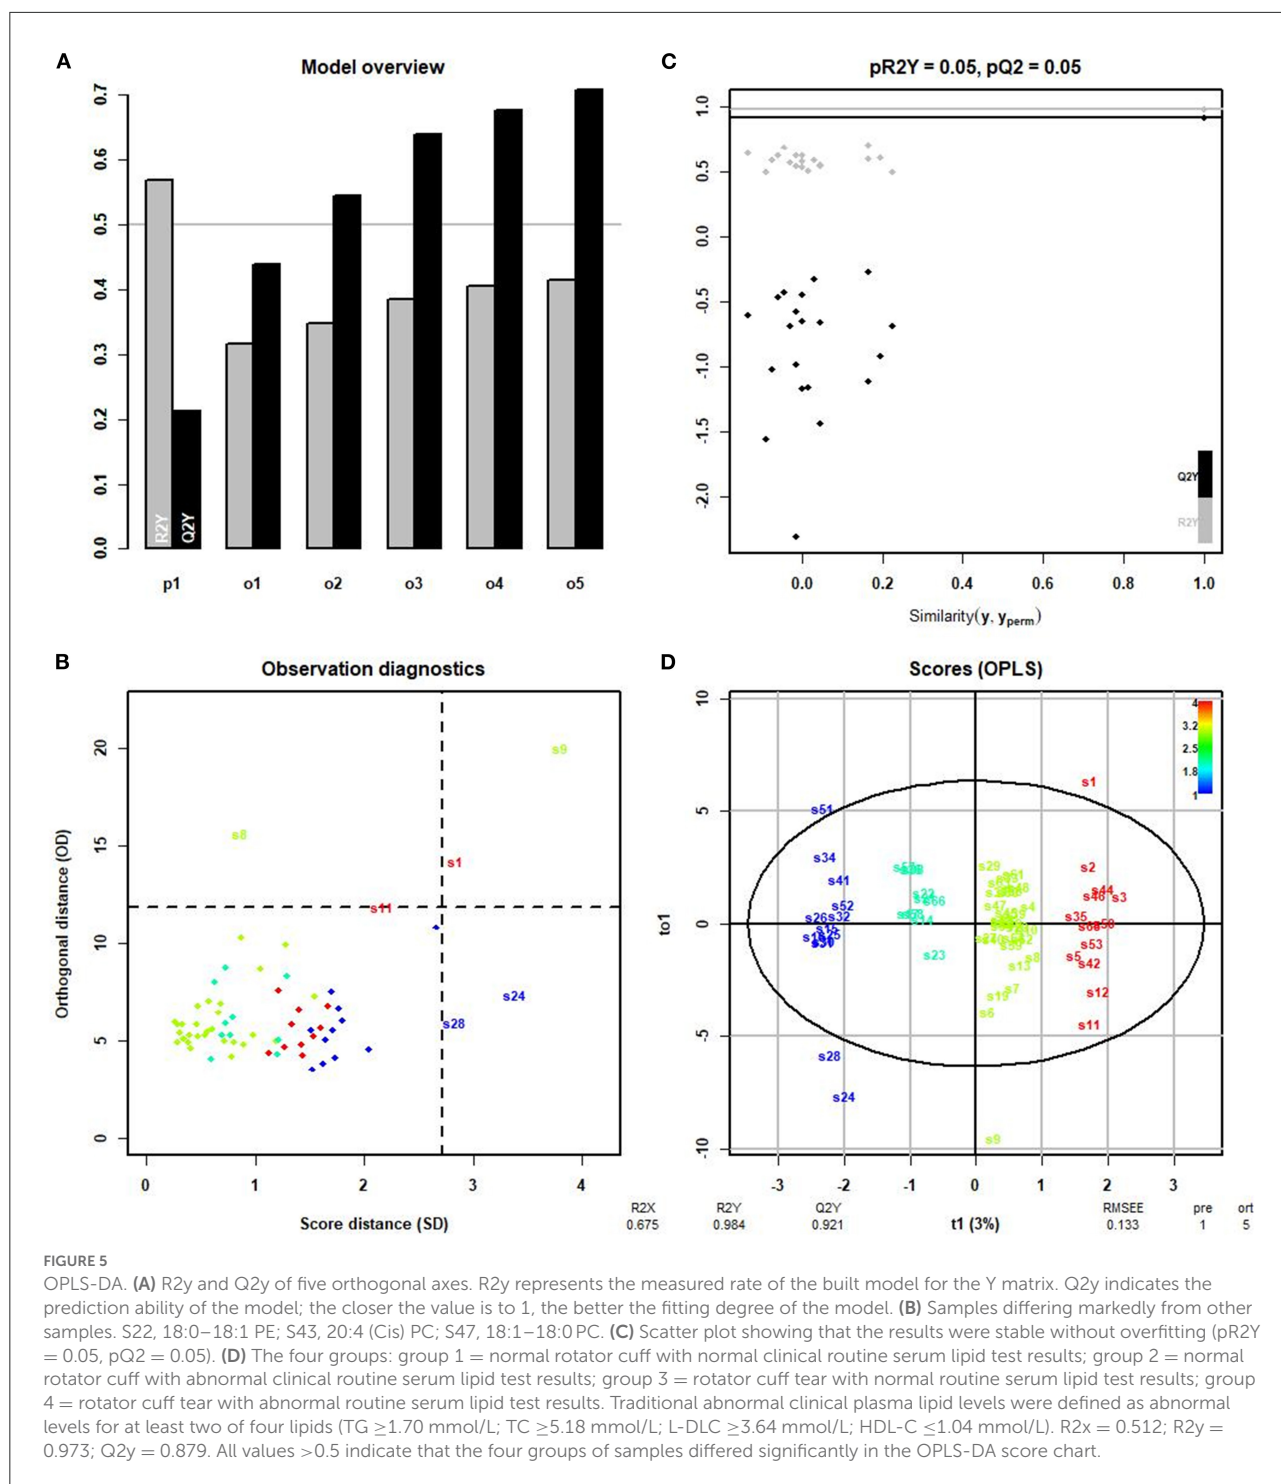 A
Model overview
0.7
0.6
0.5
0.4
0.3
0.2
0.1
0.0
R2Y
Q2Y
p1 o1 o2 o3 o4 o5
C
pR2Y = 0.05, pQ2 = 0.05
1.0
0.5
0.0
-0.5
-1.0
-1.5
-2.0
Q2Y
R2Y
0.0 0.2 0.4 0.6 0.8 1.0
Similarity(y, yperm)
B
Observation diagnostics
Orthogonal distance (OD)
20
15
10
5
0
s9
s8
s1
s11
s24
s28
0 1 2 3 4
Score distance (SD)
D
Scores (OPLS)
to1
10
5
0
-5
-10
4
3.2
2.5
1.8
1
s1
s51
s34
s41
s52
s26
s32
s25
s28
s24
s22
s66
s23
s29
s47
s4
s8
s13
s7
s19
s6
s9
s2
s44
s46
s3
s35
s53
s5
s42
s12
s11
-3 -2 -1 0 1 2 3
t1 (3%)
R2X R2Y Q2Y RMSEE pre ort
0.675 0.984 0.921 0.133 1 5
FIGURE 5
OPLS-DA. (A) R2y and Q2y of five orthogonal axes. R2y represents the measured rate of the built model for the Y matrix. Q2y indicates the
prediction ability of the model; the closer the value is to 1, the better the fitting degree of the model. (B) Samples differing markedly from other
samples. S22, 18:0–18:1 PE; S43, 20:4 (Cis) PC; S47, 18:1–18:0 PC. (C) Scatter plot showing that the results were stable without overfitting (pR2Y
= 0.05, pQ2 = 0.05). (D) The four groups: group 1 = normal rotator cuff with normal clinical routine serum lipid test results; group 2 = normal
rotator cuff with abnormal clinical routine serum lipid test results; group 3 = rotator cuff tear with normal routine serum lipid test results; group
4 = rotator cuff tear with abnormal routine serum lipid test results. Traditional abnormal clinical plasma lipid levels were defined as abnormal
levels for at least two of four lipids (TG ≥1.70 mmol/L; TC ≥5.18 mmol/L; L-DLC ≥3.64 mmol/L; HDL-C ≤1.04 mmol/L). R2x = 0.512; R2y =
0.973; Q2y = 0.879. All values >0.5 indicate that the four groups of samples differed significantly in the OPLS-DA score chart.